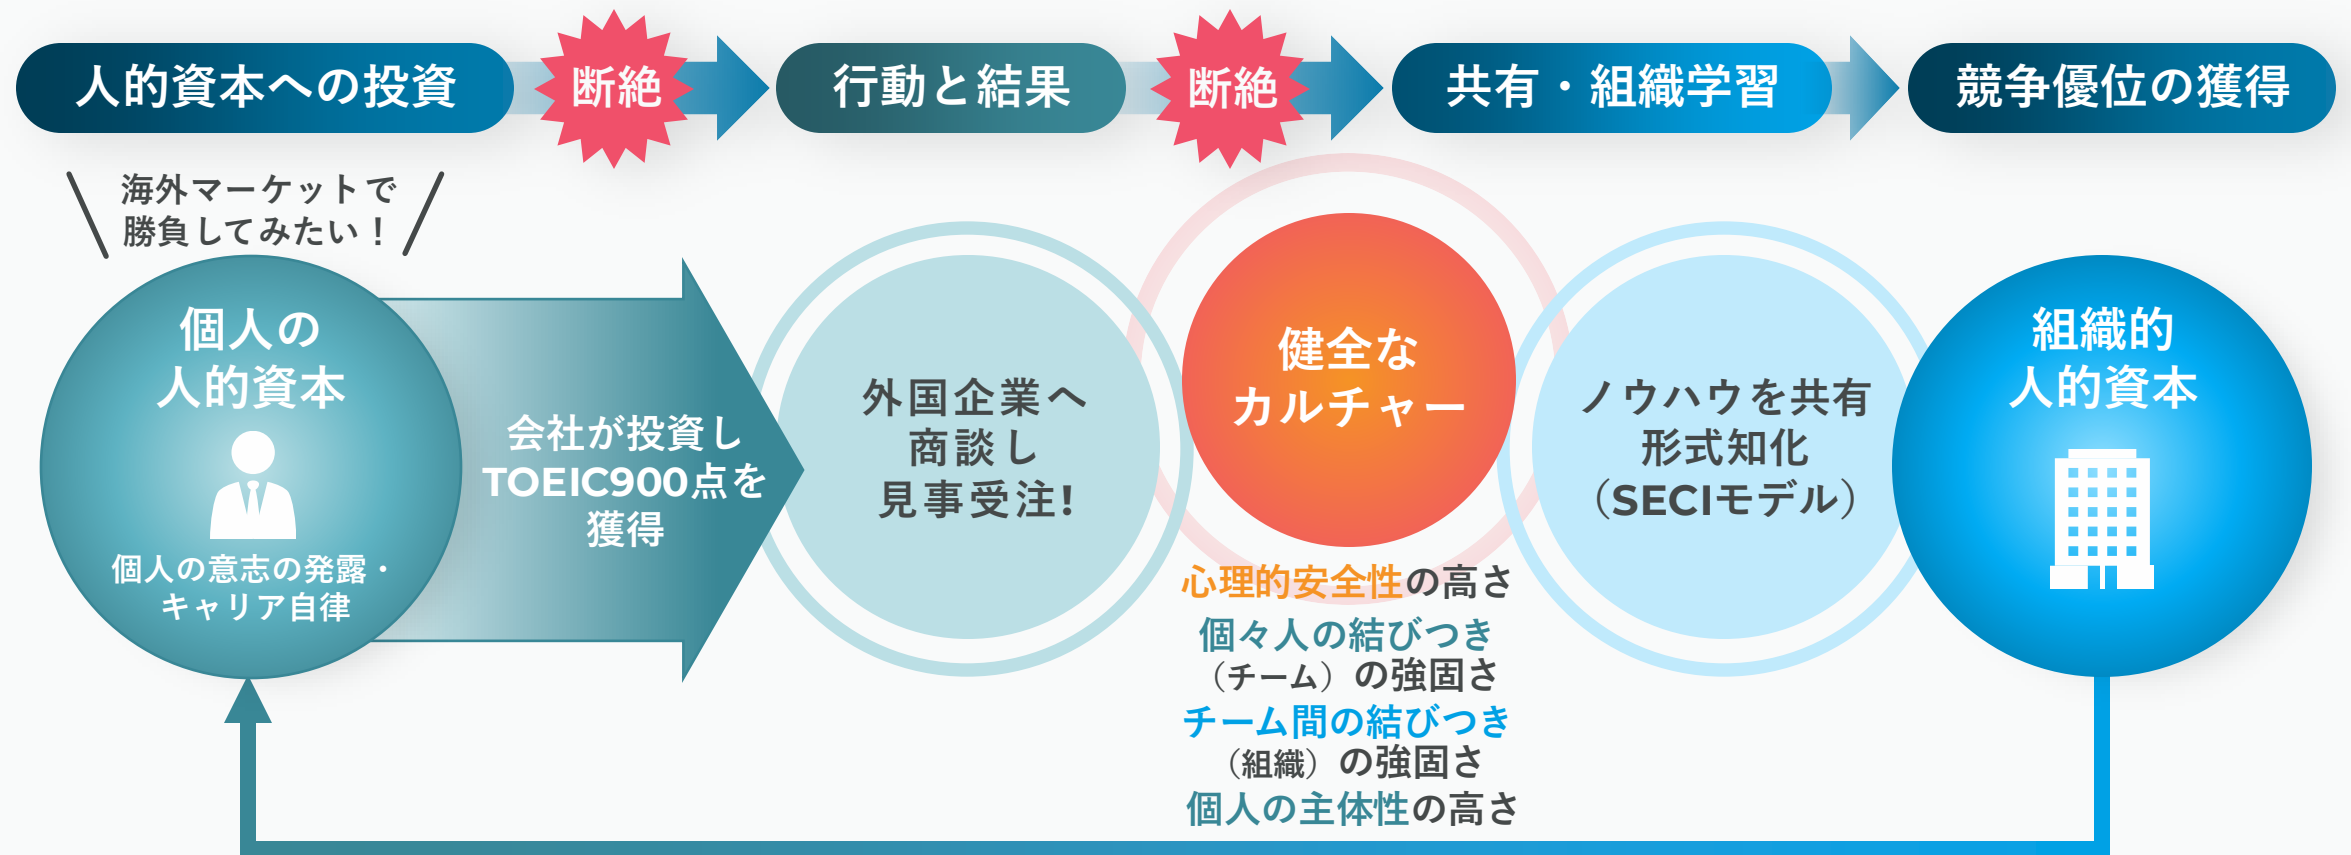 人的資本への投資
断絶
行動と結果
断絶
共有・組織学習
競争優位の獲得
海外マーケットで
勝負してみたい！
個人の
人的資本
個人の意志の発露・
キャリア自律
会社が投資し
TOEIC900点を
獲得
外国企業へ
商談し
見事受注!
健全な
カルチャー
心理的安全性の高さ
個々人の結びつき
（チーム）の強固さ
チーム間の結びつき
（組織）の強固さ
個人の主体性の高さ
ノウハウを共有
形式知化
（SECIモデル）
組織的
人的資本